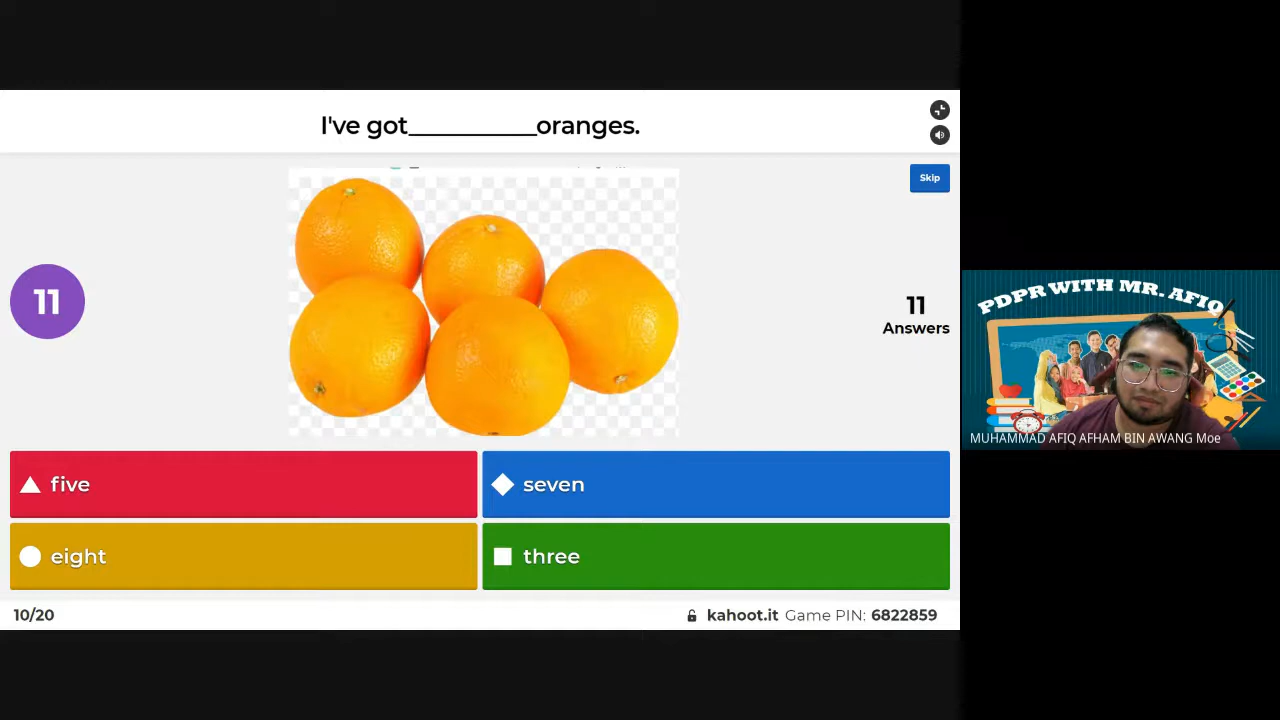 I've got__________oranges.
Skip
11
11
Answers
five
seven
eight
three
10/20
kahoot.it Game PIN: 6822859
PDPR WITH MR. AFIQ
MUHAMMAD AFIQ AFHAM BIN AWANG Moe